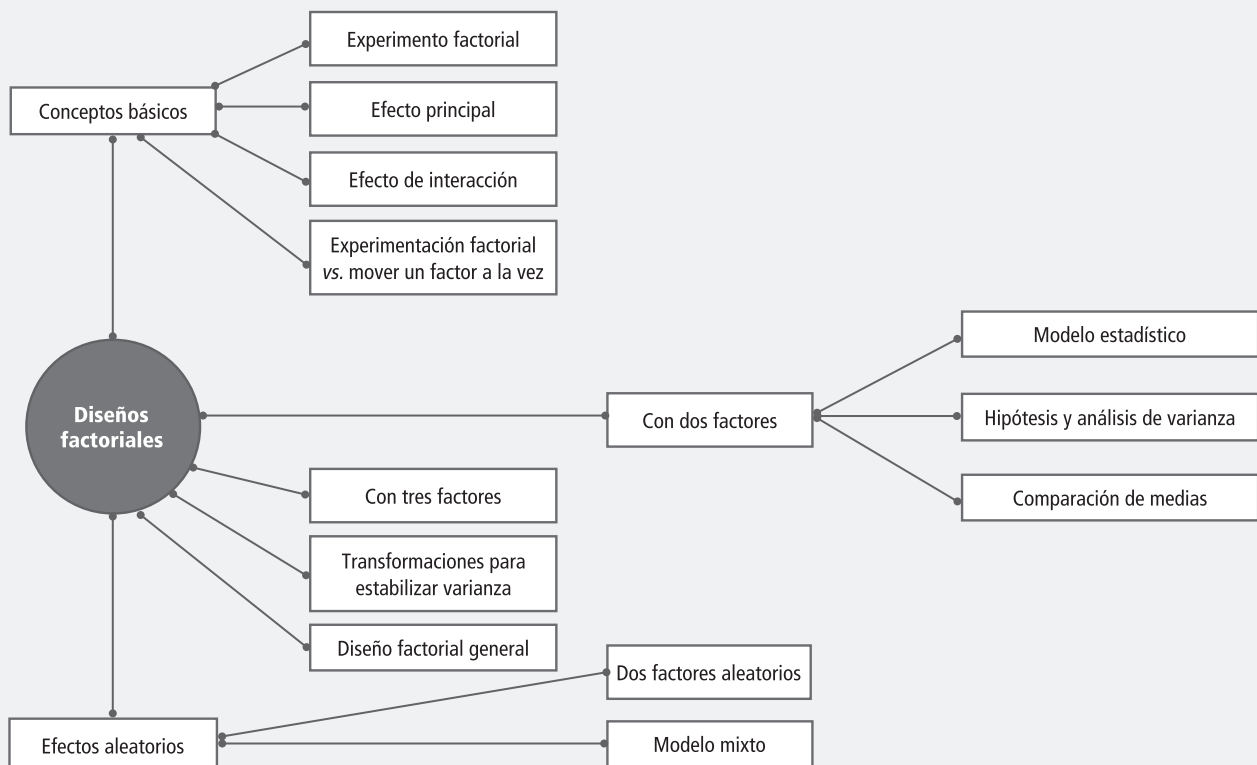 Experimento factorial
Conceptos básicos
Efecto principal
Efecto de interacción
Experimentación factorial
vs. mover un factor a la vez
Diseños
factoriales
Con dos factores
Modelo estadístico
Hipótesis y análisis de varianza
Comparación de medias
Con tres factores
Transformaciones para
estabilizar varianza
Diseño factorial general
Efectos aleatorios
Dos factores aleatorios
Modelo mixto